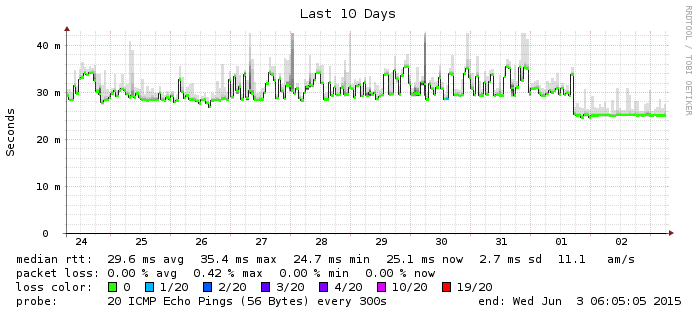 Last 10 Days
RRDTOOL / TOBI OETIKER
Seconds
40 m
30 m
20 m
10 m
0
24 25 26 27 28 29 30 31 01 02
median rtt: 29.6 ms avg 35.4 ms max 24.7 ms min 25.1 ms now 2.7 ms sd 11.1 am/s
packet loss: 0.00 % avg 0.42 % max 0.00 % min 0.00 % now
loss color: 0 1/20 2/20 3/20 4/20 10/20 19/20
probe: 20 ICMP Echo Pings (56 Bytes) every 300s end: Wed Jun 3 06:05:05 2015